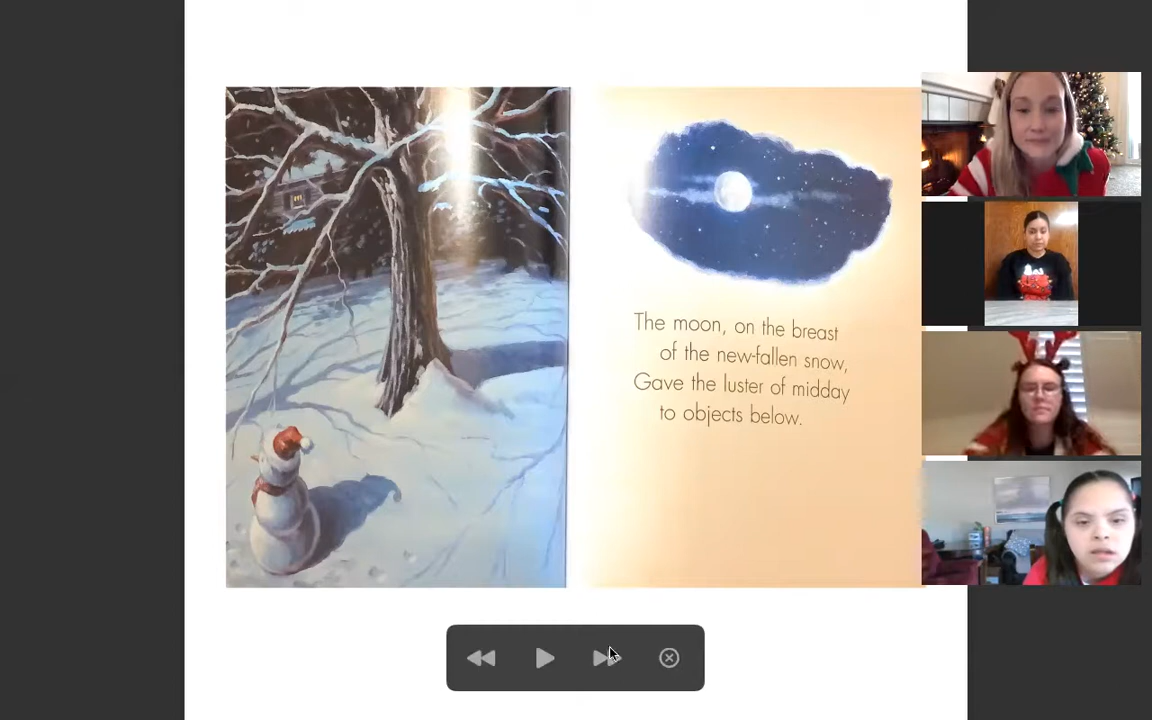 The moon, on the breast
of the new-fallen snow,
Gave the luster of midday
to objects below.